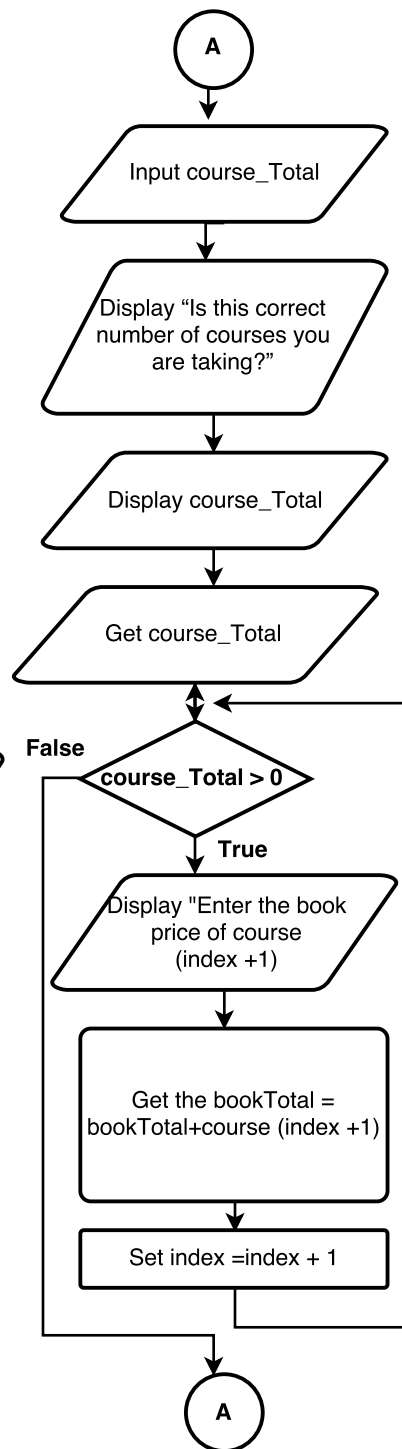 A
Input course_Total
Display “Is this correct
number of courses you
are taking?”
Display course_Total
Get course_Total
False
course_Total > 0
True
Display "Enter the book
price of course
(index +1)
Get the bookTotal =
bookTotal+course (index +1)
Set index =index + 1
A